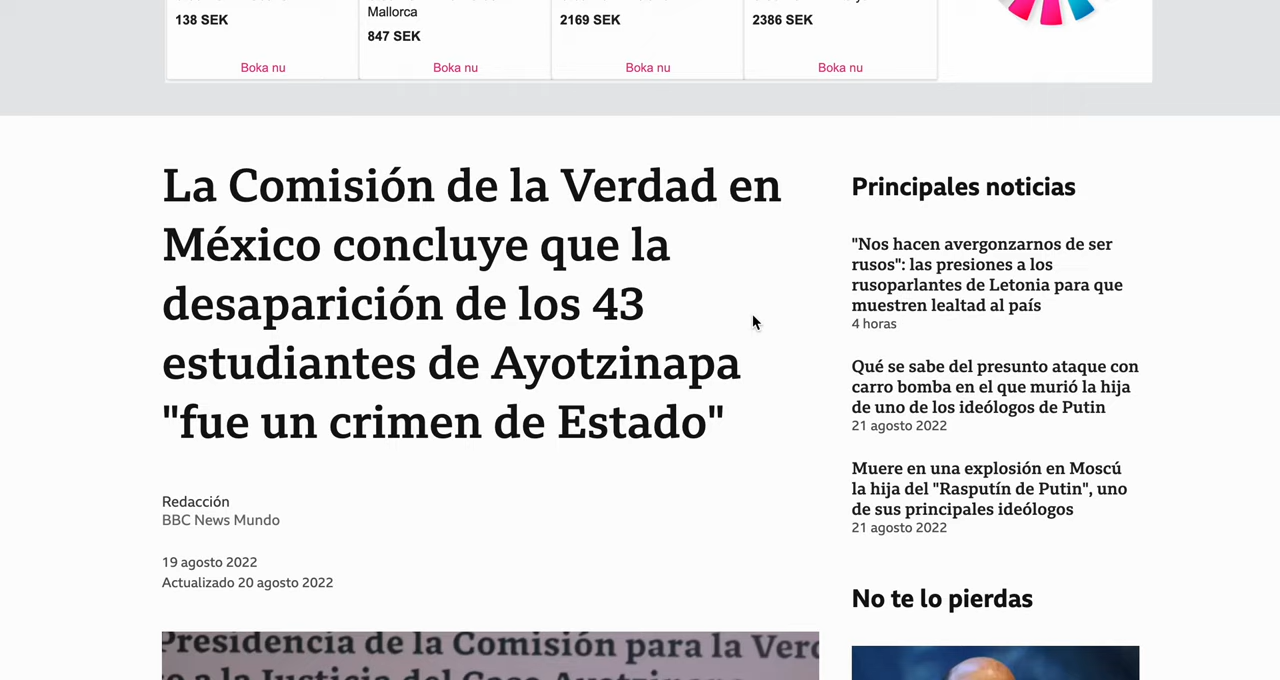 138 SEK
Mallorca
847 SEK
2169 SEK
2386 SEK
Boka nu
Boka nu
Boka nu
Boka nu
La Comisión de la Verdad en
México concluye que la
desaparición de los 43
estudiantes de Ayotzinapa
"fue un crimen de Estado"
Redacción
BBC News Mundo
19 agosto 2022
Actualizado 20 agosto 2022
Presidencia de la Comisión para la Verd
o a la Justicia del Caso Ayotzinapa
Principales noticias
"Nos hacen avergonzarnos de ser
rusos": las presiones a los
rusoparlantes de Letonia para que
muestren lealtad al país
4 horas
Qué se sabe del presunto ataque con
carro bomba en el que murió la hija
de uno de los ideólogos de Putin
21 agosto 2022
Muere en una explosión en Moscú
la hija del "Rasputín de Putin", uno
de sus principales ideólogos
21 agosto 2022
No te lo pierdas